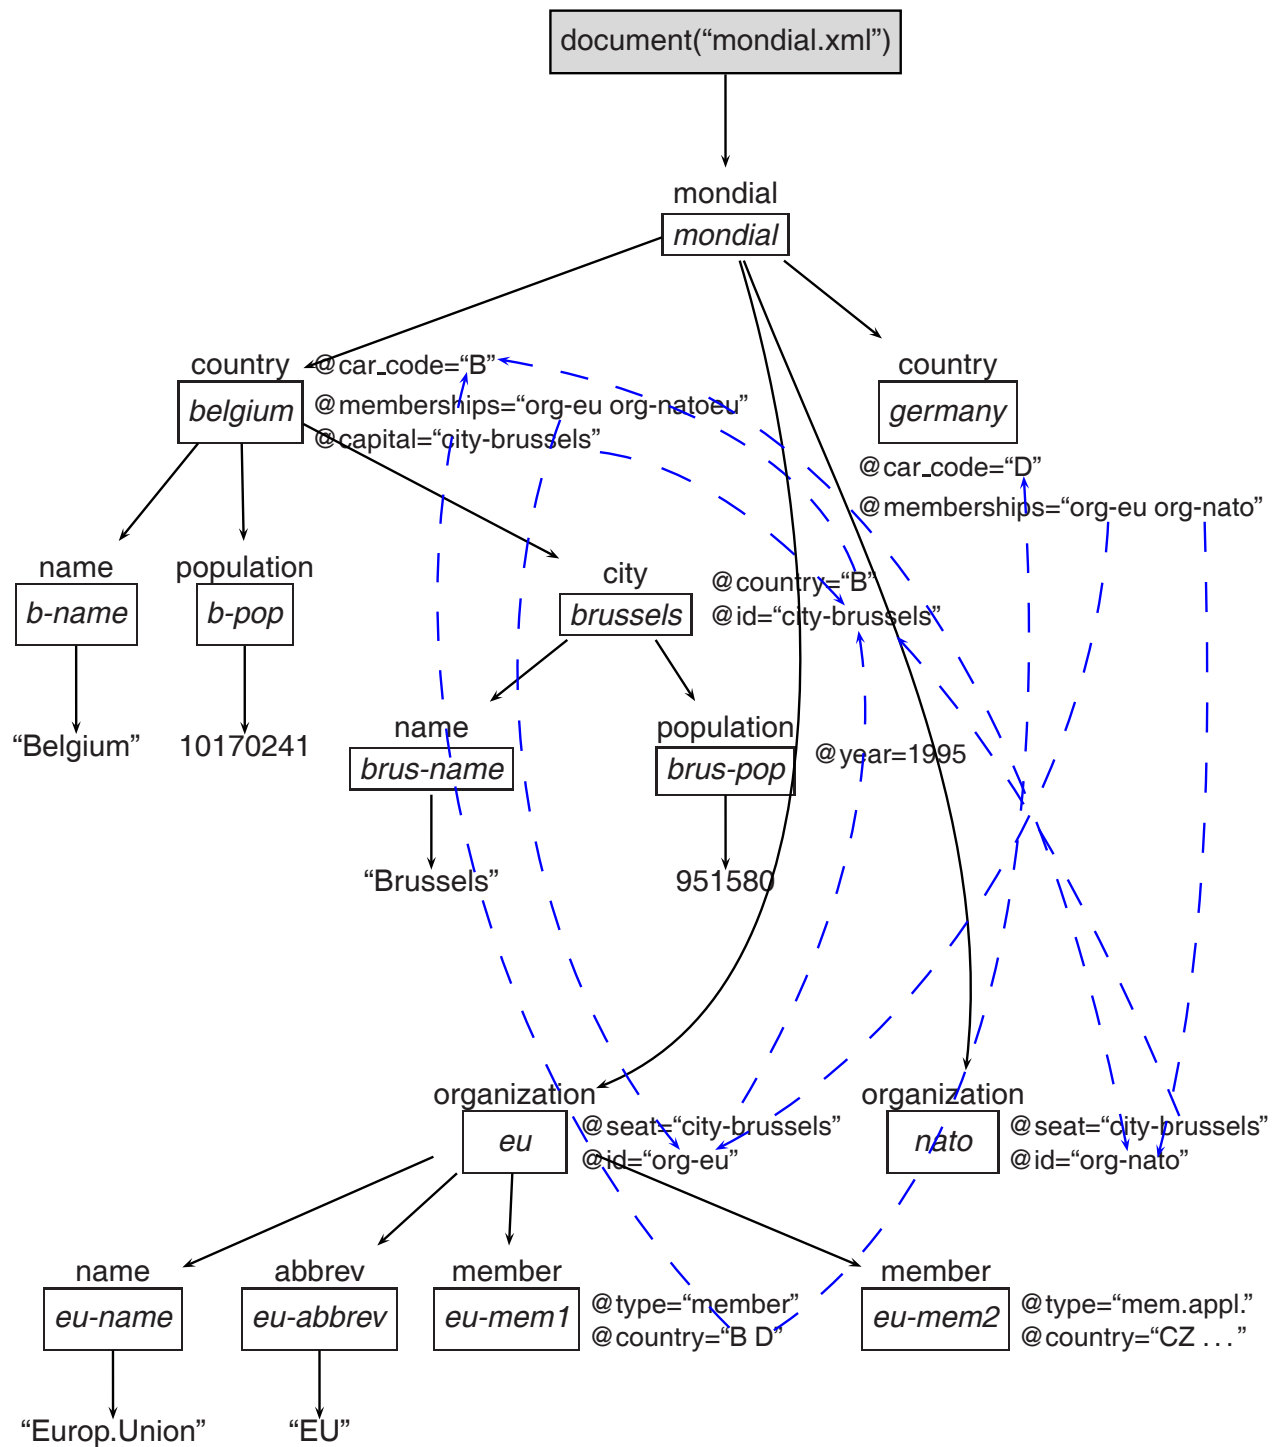 document(“mondial.xml”)
mondial
mondial
country @car_code=“B”
belgium @memberships=“org-eu org-natoeu”
@capital=“city-brussels”
country
germany
@car_code=“D”
@memberships=“org-eu org-nato”
name
b-name
“Belgium”
population
b-pop
10170241
city
brussels
@country=“B”
@id=“city-brussels”
name
brus-name
“Brussels”
population
brus-pop
@year=1995
951580
organization
eu
@seat=“city-brussels”
@id=“org-eu”
organization
nato
@seat=“city-brussels”
@id=“org-nato”
name
eu-name
“Europ.Union”
abbrev
eu-abbrev
“EU”
member
eu-mem1
@type=“member”
@country=“B D”
member
eu-mem2
@type=“mem.appl.”
@country=“CZ . . . ”